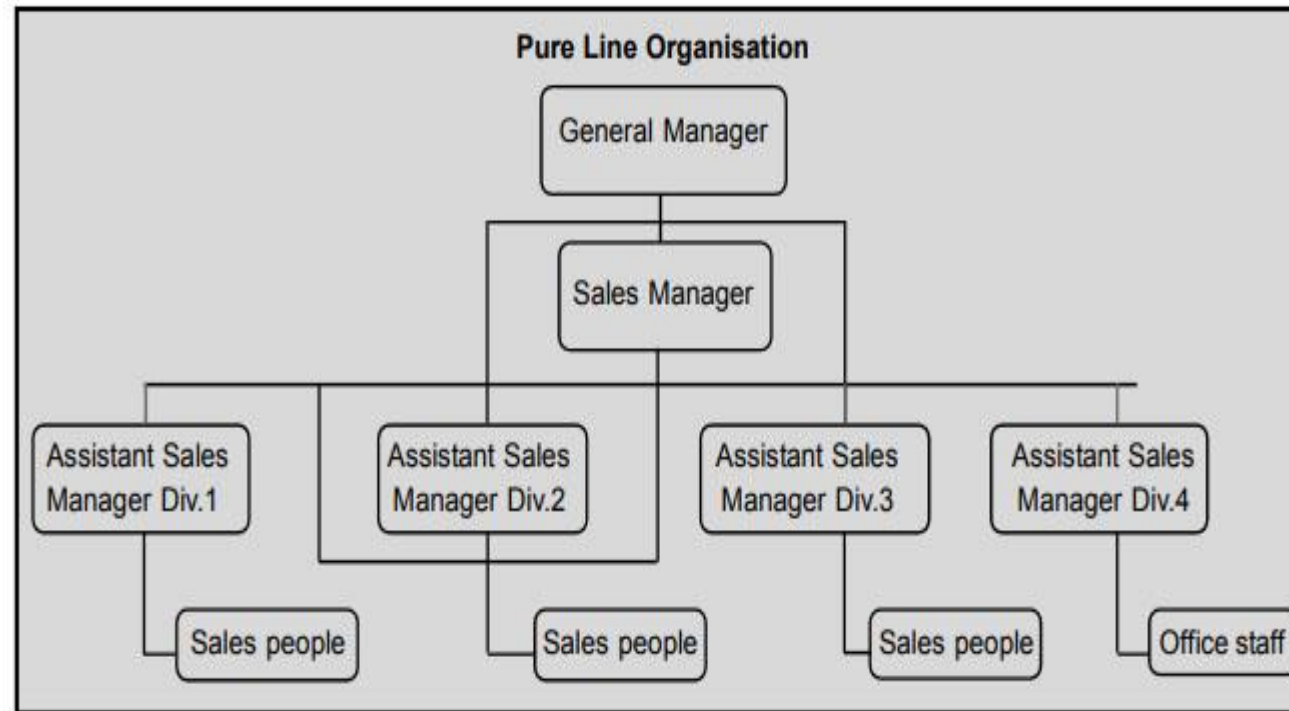 Pure Line Organisation
General Manager
Sales Manager
Assistant Sales
Manager Div.1
Assistant Sales
Manager Div.2
Assistant Sales
Manager Div.3
Assistant Sales
Manager Div.4
Sales people
Sales people
Sales people
Office staff